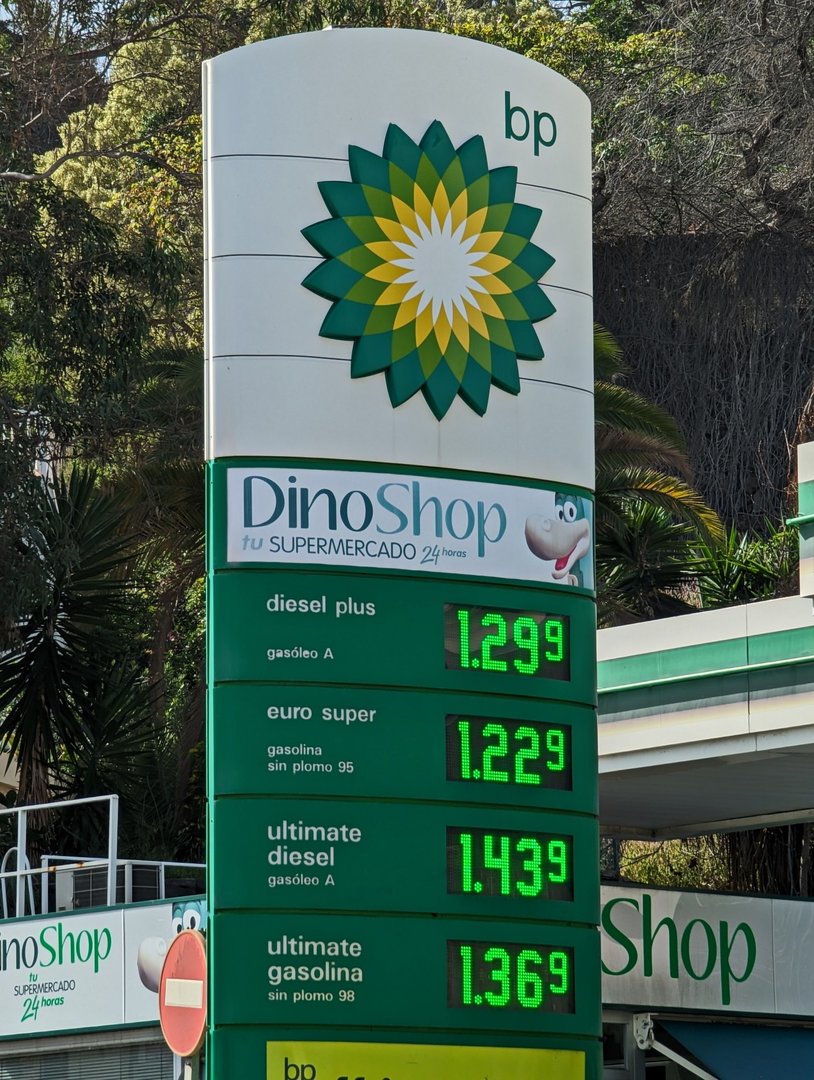 bp
DinoShop
tu SUPERMERCADO 24 horas
diesel plus
gasóleo A
1.299
euro super
gasolina
sin plomo 95
1.229
ultimate
diesel
gasóleo A
1.439
ultimate
gasolina
sin plomo 98
1.369
bp
noShop
tu
SUPERMERCADO
24 horas
Shop